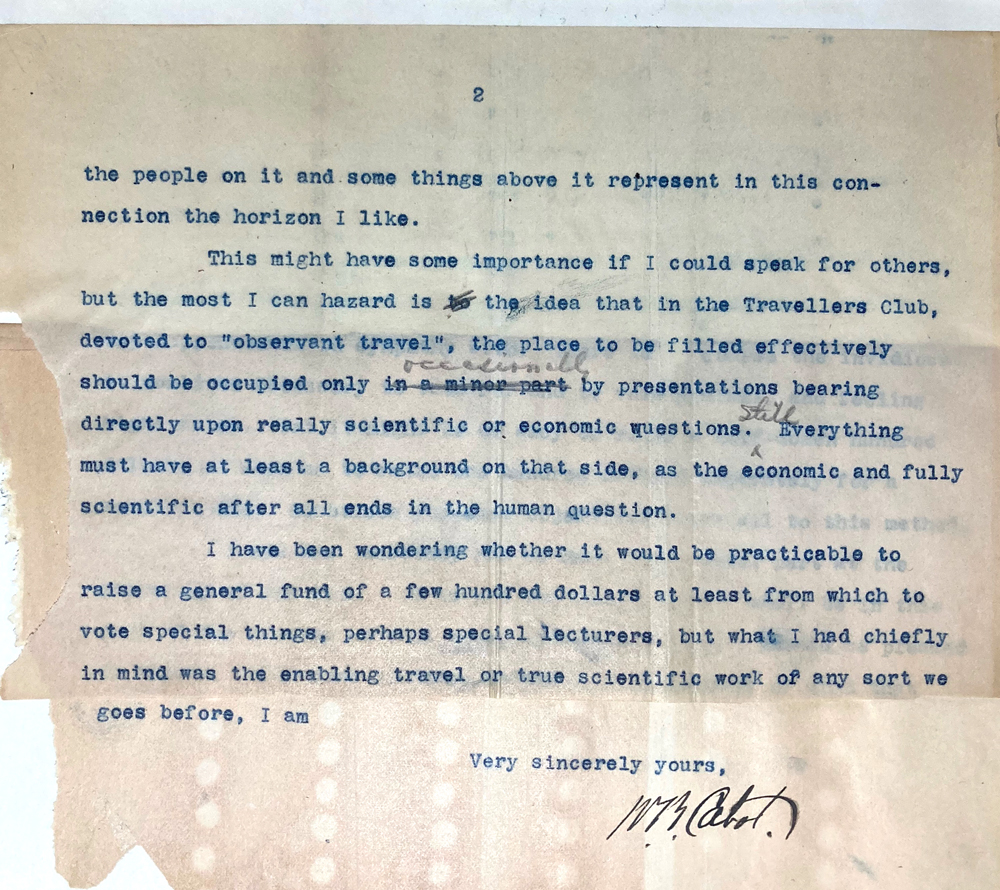 2
the people on it and some things above it represent in this con-
nection the horizon I like.
This might have some importance if I could speak for others,
but the most I can hazard is to the idea that in the Travellers Club,
devoted to "observant travel", the place to be filled effectively
occasionally
should be occupied only in a minor part by presentations bearing
Still
directly upon really scientific or economic questions. Everything
must have at least a background on that side, as the economic and fully
scientific after all ends in the human question.
I have been wondering whether it would be practicable to
raise a general fund of a few hundred dollars at least from which to
vote special things, perhaps special lecturers, but what I had chiefly
in mind was the enabling travel or true scientific work of any sort we
goes before, I am
Very sincerely yours,
W.B. Cabot.